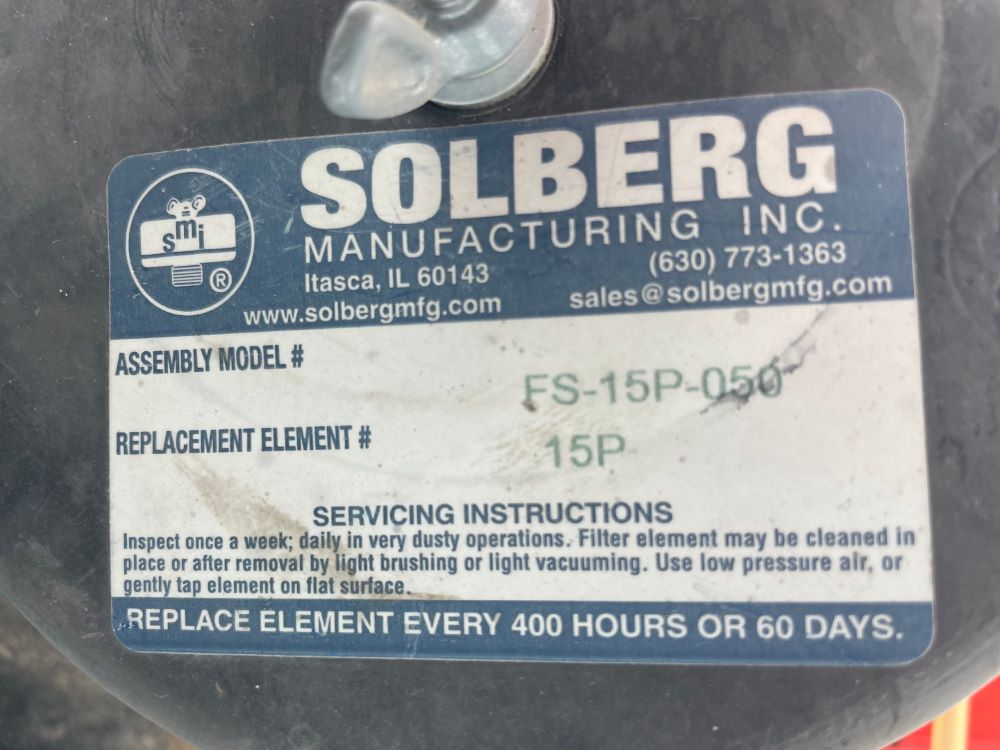 smi
®
SOLBERG
MANUFACTURING INC.
Itasca, IL 60143 (630) 773-1363
www.solbergmfg.com sales@solbergmfg.com
ASSEMBLY MODEL #
FS-15P-050
REPLACEMENT ELEMENT #
15P
SERVICING INSTRUCTIONS
Inspect once a week; daily in very dusty operations. Filter element may be cleaned in
place or after removal by light brushing or light vacuuming. Use low pressure air, or
gently tap element on flat surface.
REPLACE ELEMENT EVERY 400 HOURS OR 60 DAYS.